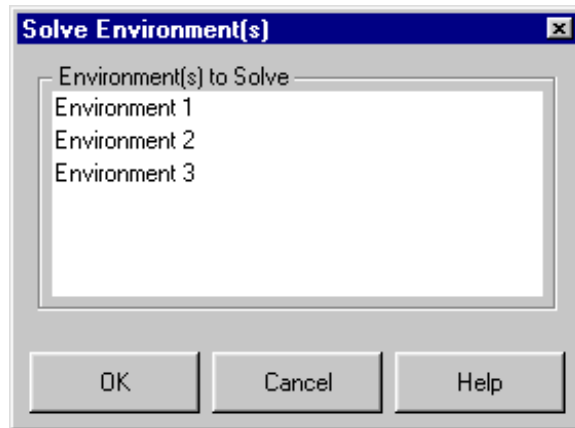 Solve Environment(s)
Environment(s) to Solve
Environment 1
Environment 2
Environment 3
OK Cancel Help